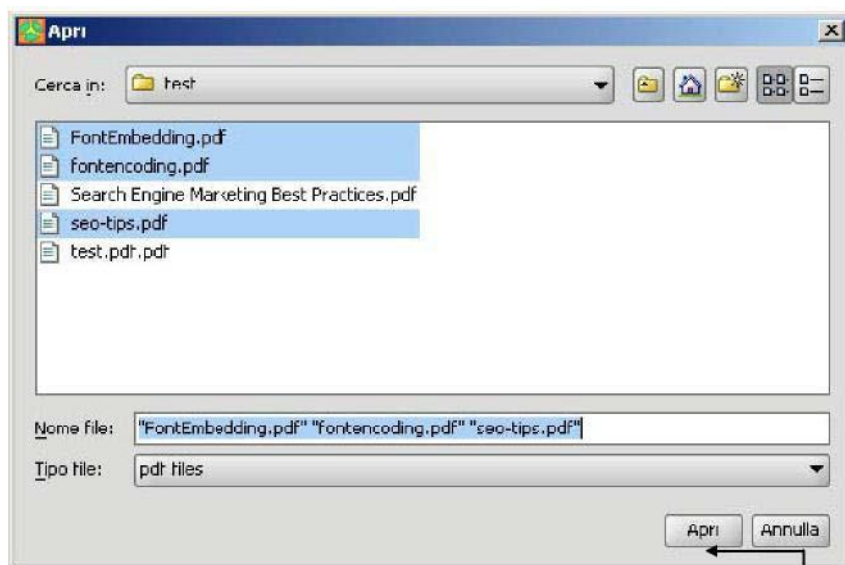 Apri
Cerca in: test
FontEmbedding.pdf
fontencoding.pdf
Search Engine Marketing Best Practices.pdf
seo-tips.pdf
test.pdf.pdf
Nome file: "FontEmbedding.pdf" "fontencoding.pdf" "seo-tips.pdf"
Tipo file: pdf files
Apri Annulla